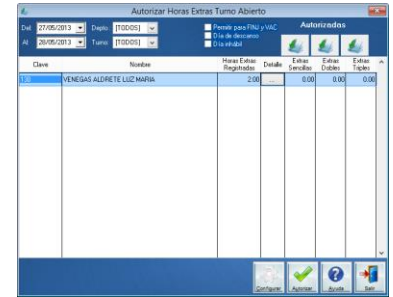 Autorizar Horas Extras Turno Abierto
Del 27/05/2013 Depto. [TODOS] Permitir para FINJ y VAC Autorizadas
Día de descanso
Al 28/05/2013 Turno [TODOS] Día inhábil
Clave Nombre Horas Extras Registradas Detalle Extras Sencillas Extras Dobles Extras Triples
130 VENEGAS ALDRETE LUZ MARIA 2.00 ... 0.00 0.00 0.00
Configurar Autorizar Ayuda Salir